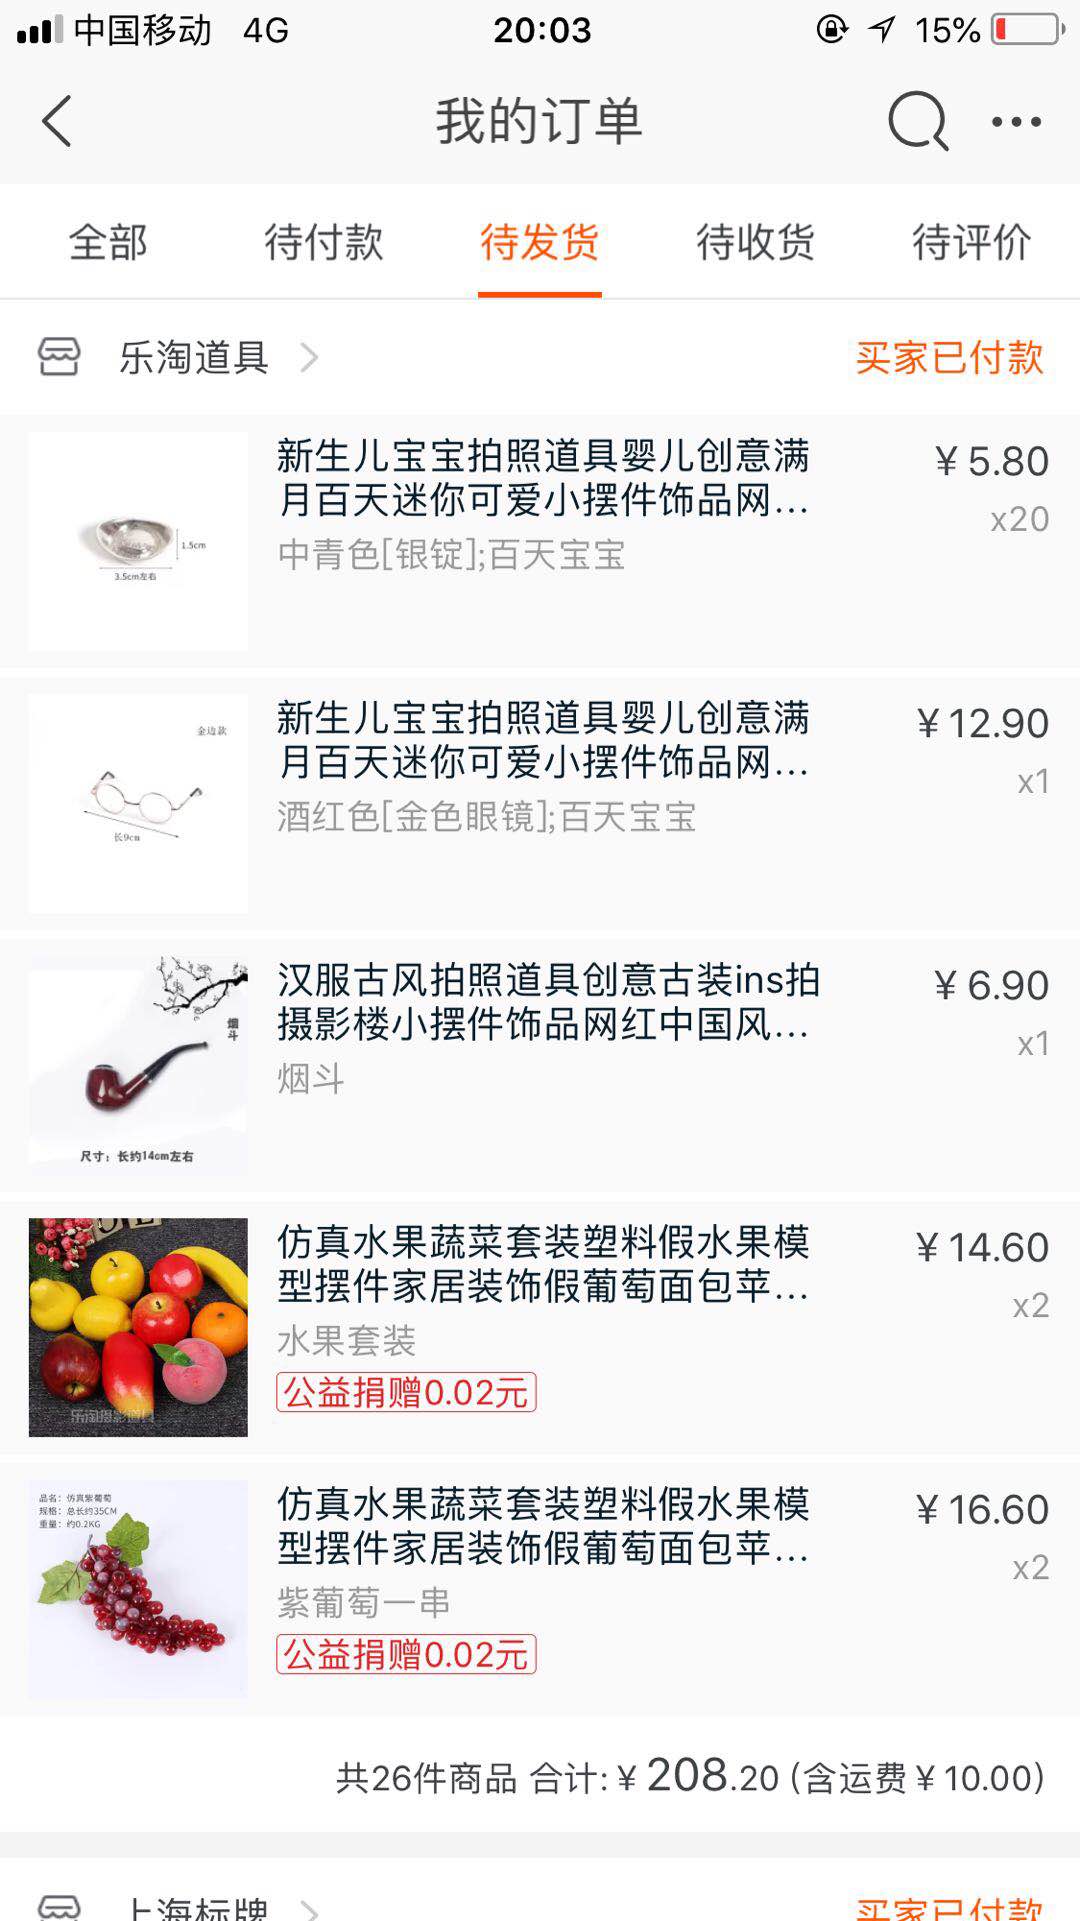 中国移动 4G 20:03 15%
我的订单
全部 待付款 待发货 待收货 待评价
乐淘道具 买家已付款
新生儿宝宝拍照道具婴儿创意满 ¥5.80
月百天迷你可爱小摆件饰品网... x20
中青色[银锭];百天宝宝
1.5cm
3.5cm左右
新生儿宝宝拍照道具婴儿创意满 ¥12.90
月百天迷你可爱小摆件饰品网... x1
酒红色[金色眼镜];百天宝宝
金边款
长9cm
汉服古风拍照道具创意古装ins拍 ¥6.90
摄影楼小摆件饰品网红中国风... x1
烟斗
烟斗
尺寸：长约14cm左右
仿真水果蔬菜套装塑料假水果模 ¥14.60
型摆件家居装饰假葡萄面包苹... x2
水果套装
公益捐赠0.02元
乐淘摄影道具
仿真水果蔬菜套装塑料假水果模 ¥16.60
型摆件家居装饰假葡萄面包苹... x2
紫葡萄一串
公益捐赠0.02元
品名：仿真紫葡萄
规格：总长约35CM
重量：约0.2KG
共26件商品 合计:¥208.20 (含运费¥10.00)
上海标牌 买家已付款